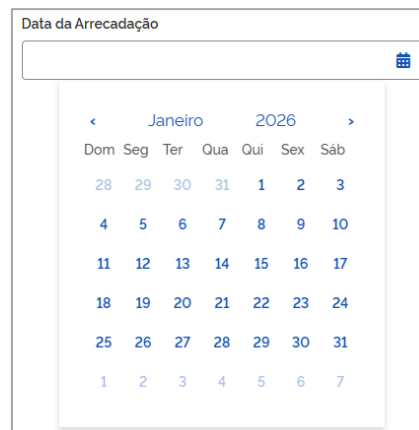 Data da Arrecadação
‹ Janeiro 2026 ›
Dom Seg Ter Qua Qui Sex Sáb
28 29 30 31 1 2 3
4 5 6 7 8 9 10
11 12 13 14 15 16 17
18 19 20 21 22 23 24
25 26 27 28 29 30 31
1 2 3 4 5 6 7